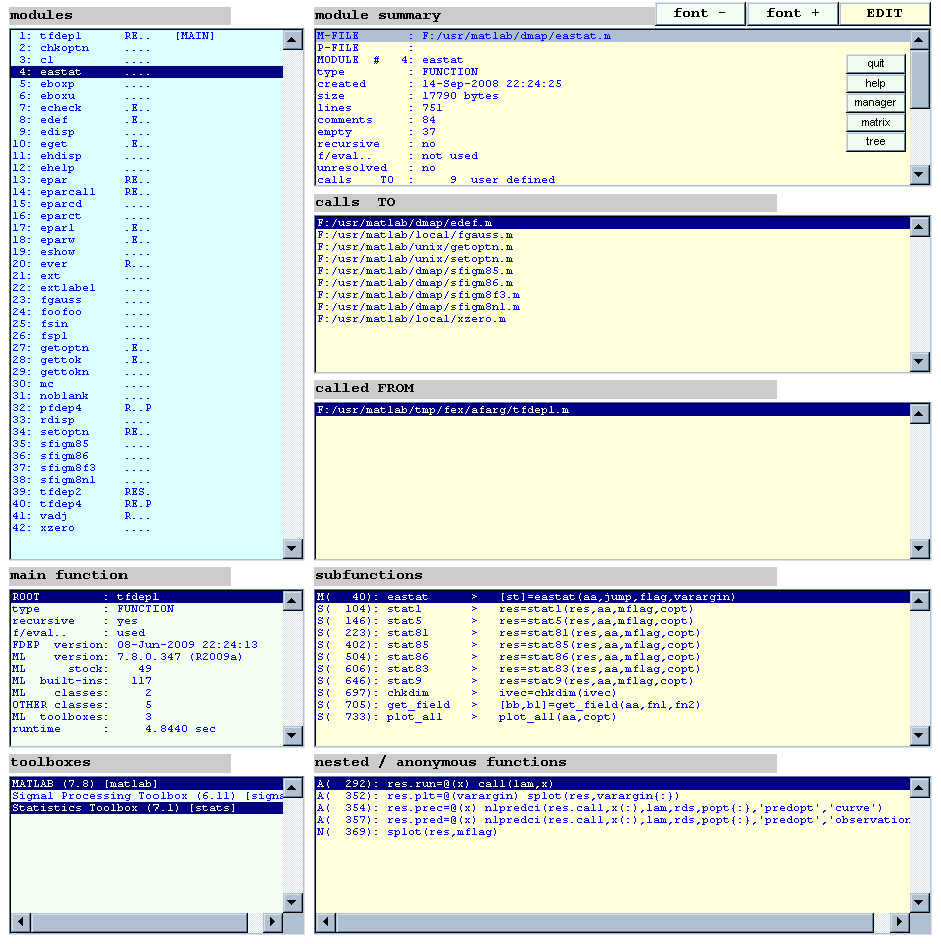 modules
1: tfdepl RE.. [MAIN]
2: chkoptn ....
3: cl ....
4: eastat ....
5: eboxp ....
6: eboxu ....
7: echeck .E..
8: edef .E..
9: edisp ....
10: eget .E..
11: ehdisp ....
12: ehelp ....
13: epar RE..
14: eparcall RE..
15: eparcd ....
16: eparct ....
17: eparl .E..
18: eparw .E..
19: eshow ....
20: ever R...
21: ext ....
22: extlabel ....
23: fgauss ....
24: foofoo ....
25: fsin ....
26: fspl ....
27: getoptn .E..
28: gettok .E..
29: gettokn ....
30: mc ....
31: noblank ....
32: pfdep4 R..P
33: rdisp ....
34: setoptn RE..
35: sfigm85 ....
36: sfigm86 ....
37: sfigm8f3 ....
38: sfigm8nl ....
39: tfdep2 RES.
40: tfdep4 RE.P
41: vadj R...
42: xzero ....
module summary
font -
font +
EDIT
M-FILE : F:/usr/matlab/dmap/eastat.m
P-FILE :
MODULE # 4: eastat
type : FUNCTION
created : 14-Sep-2008 22:24:25
size : 17790 bytes
lines : 751
comments : 84
empty : 37
recursive : no
f/eval.. : not used
unresolved : no
calls TO : 9 user defined
quit
help
manager
matrix
tree
calls TO
F:/usr/matlab/dmap/edef.m
F:/usr/matlab/local/fgauss.m
F:/usr/matlab/unix/getoptn.m
F:/usr/matlab/unix/setoptn.m
F:/usr/matlab/dmap/sfigm85.m
F:/usr/matlab/dmap/sfigm86.m
F:/usr/matlab/dmap/sfigm8f3.m
F:/usr/matlab/dmap/sfigm8nl.m
F:/usr/matlab/local/xzero.m
called FROM
F:/usr/matlab/tmp/fex/afarg/tfdepl.m
main function
ROOT : tfdepl
type : FUNCTION
recursive : yes
f/eval.. : used
FDEP version: 08-Jun-2009 22:24:13
ML version: 7.8.0.347 (R2009a)
ML stock: 49
ML built-ins: 117
ML classes: 2
OTHER classes: 5
ML toolboxes: 3
runtime : 4.8440 sec
subfunctions
M( 40): eastat > [st]=eastat(aa,jump,flag,varargin)
S( 104): stat1 > res=stat1(res,aa,mflag,copt)
S( 146): stat5 > res=stat5(res,aa,mflag,copt)
S( 223): stat81 > res=stat81(res,aa,mflag,copt)
S( 402): stat85 > res=stat85(res,aa,mflag,copt)
S( 504): stat86 > res=stat86(res,aa,mflag,copt)
S( 606): stat83 > res=stat83(res,aa,mflag,copt)
S( 646): stat9 > res=stat9(res,aa,mflag,copt)
S( 697): chkdim > ivec=chkdim(ivec)
S( 705): get_field > [bb,bl]=get_field(aa,fn1,fn2)
S( 733): plot_all > plot_all(aa,copt)
toolboxes
MATLAB (7.8) [matlab]
Signal Processing Toolbox (6.11) [signa
Statistics Toolbox (7.1) [stats]
nested / anonymous functions
A( 292): res.run=@(x) call(lam,x)
A( 352): res.plt=@(varargin) splot(res,varargin{:})
A( 354): res.prec=@(x) nlpredci(res.call,x(:),lam,rds,popt{:},'predopt','curve')
A( 357): res.pred=@(x) nlpredci(res.call,x(:),lam,rds,popt{:},'predopt','observation
N( 369): splot(res,mflag)